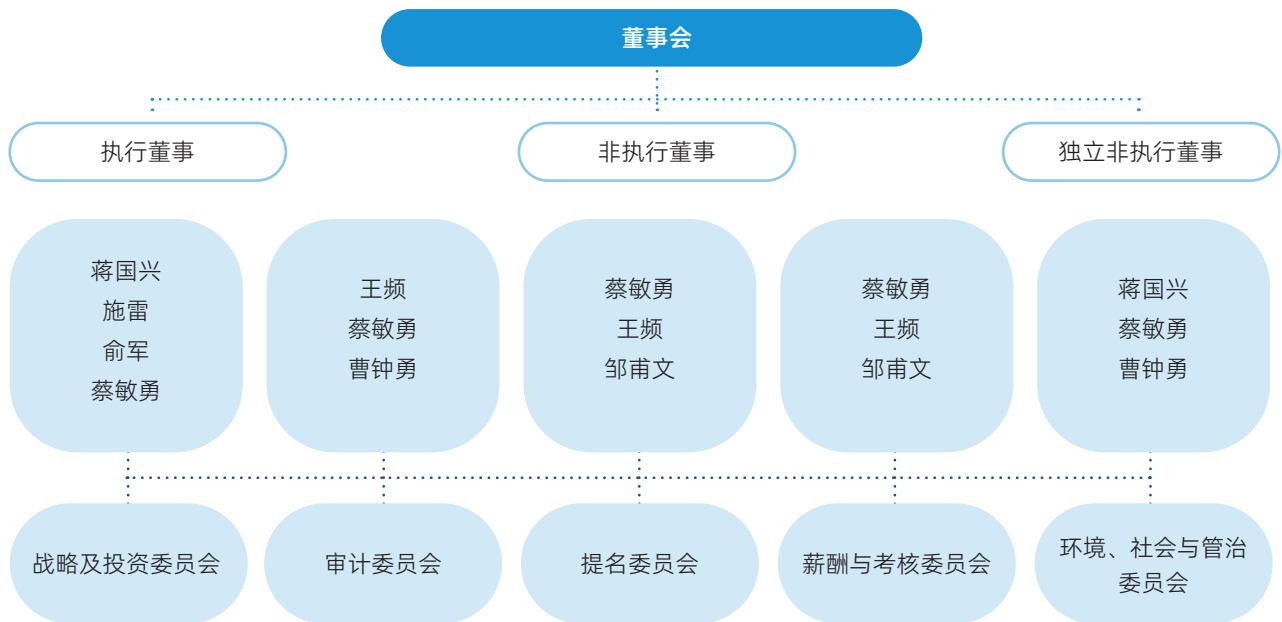 董事会
执行董事
非执行董事
独立非执行董事
蒋国兴
施雷
俞军
蔡敏勇
王频
蔡敏勇
曹钟勇
蔡敏勇
王频
邹甫文
蔡敏勇
王频
邹甫文
蒋国兴
蔡敏勇
曹钟勇
战略及投资委员会
审计委员会
提名委员会
薪酬与考核委员会
环境、社会与管治
委员会